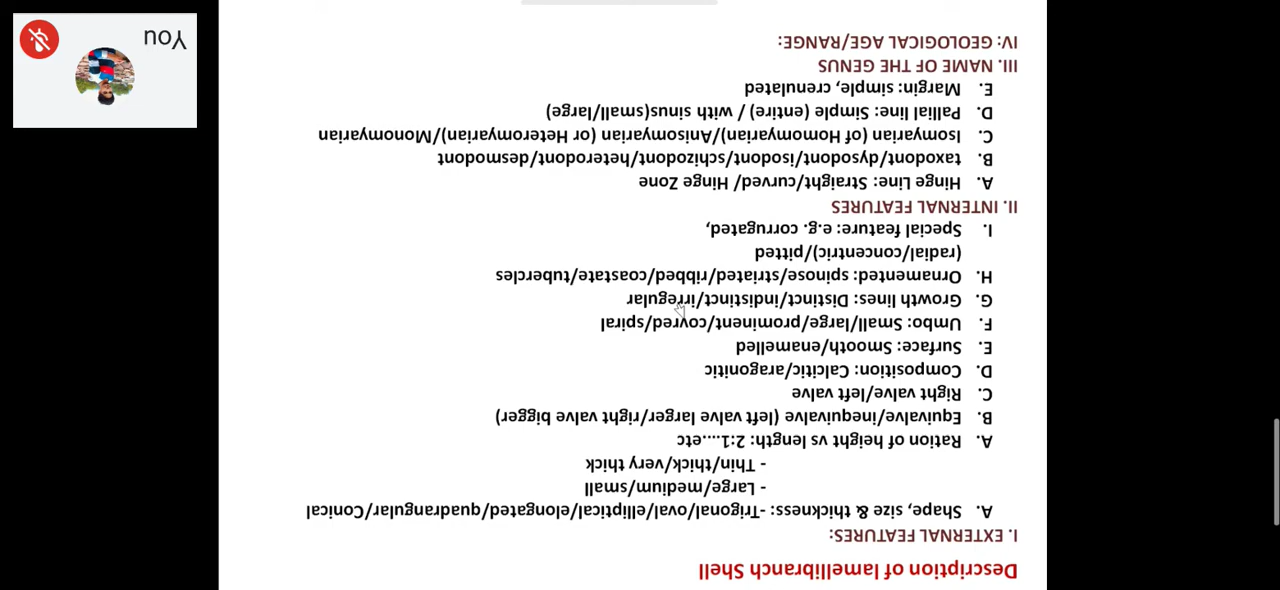 Description of lamellibranch Shell
I. EXTERNAL FEATURES:
A. Shape, size & thickness: -Trigonal/oval/elliptical/elongated/quadrangular/Conical
- Large/medium/small
- Thin/thick/very thick
A. Ration of height vs length: 2:1....etc
B. Equivalve/inequivalve (left valve larger/right valve bigger)
C. Right valve/left valve
D. Composition: Calcitic/aragonitic
E. Surface: Smooth/enamelled
F. Umbo: Small/large/prominent/covred/spiral
G. Growth lines: Distinct/indistinct/irregular
H. Ornamented: spinose/striated/ribbed/coastate/tubercles
(radial/concentric)/pitted
I. Special feature: e.g. corrugated,
II. INTERNAL FEATURES
A. Hinge Line: Straight/curved/ Hinge Zone
B. taxodont/dysodont/isodont/schizodont/heterodont/desmodont
C. Isomyarian (of Homomyarian)/Anisomyarian (or Heteromyarian)/Monomyarian
D. Pallial line: Simple (entire) / with sinus(small/large)
E. Margin: simple, crenulated
III. NAME OF THE GENUS
IV: GEOLOGICAL AGE/RANGE:
You